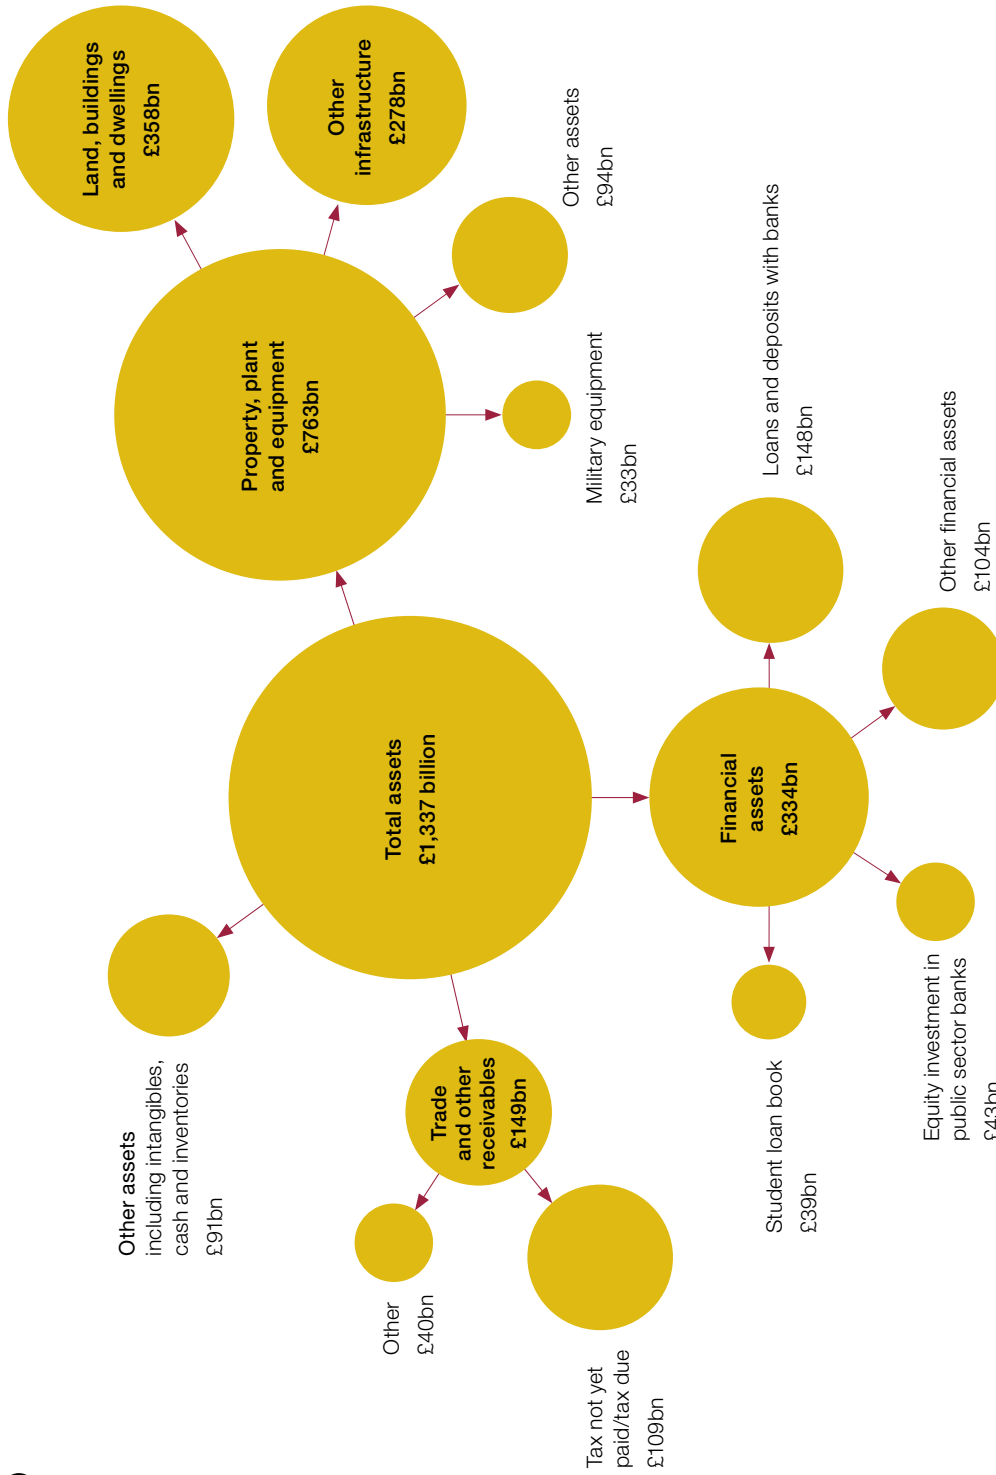 Other assets
including intangibles,
cash and inventories
£91bn
Total assets
£1,337 billion
Property, plant
and equipment
£763bn
Land, buildings
and dwellings
£358bn
Other
infrastructure
£278bn
Other assets
£94bn
Military equipment
£33bn
Trade
and other
receivables
£149bn
Other
£40bn
Tax not yet
paid/tax due
£109bn
Financial
assets
£334bn
Student loan book
£39bn
Equity investment in
public sector banks
£43bn
Other financial assets
£104bn
Loans and deposits with banks
£148bn